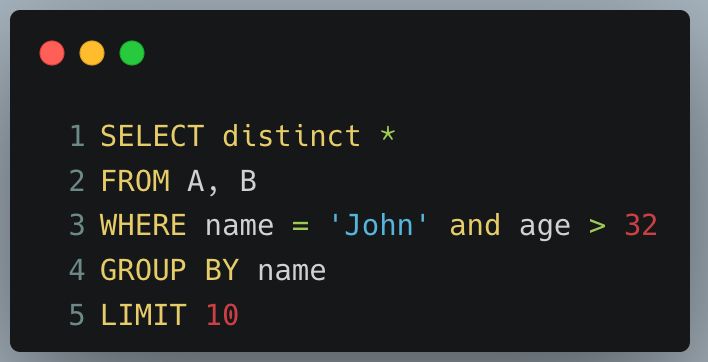 1 SELECT distinct *
2 FROM A, B
3 WHERE name = 'John' and age > 32
4 GROUP BY name
5 LIMIT 10